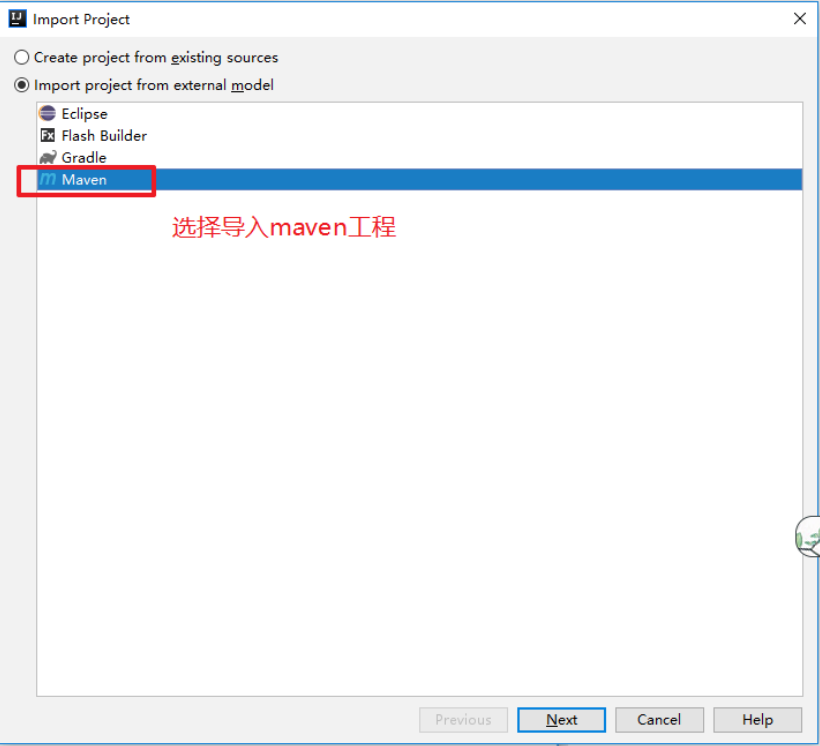 Import Project
Create project from existing sources
Import project from external model
Eclipse
Flash Builder
Gradle
Maven
选择导入maven工程
Previous
Next
Cancel
Help